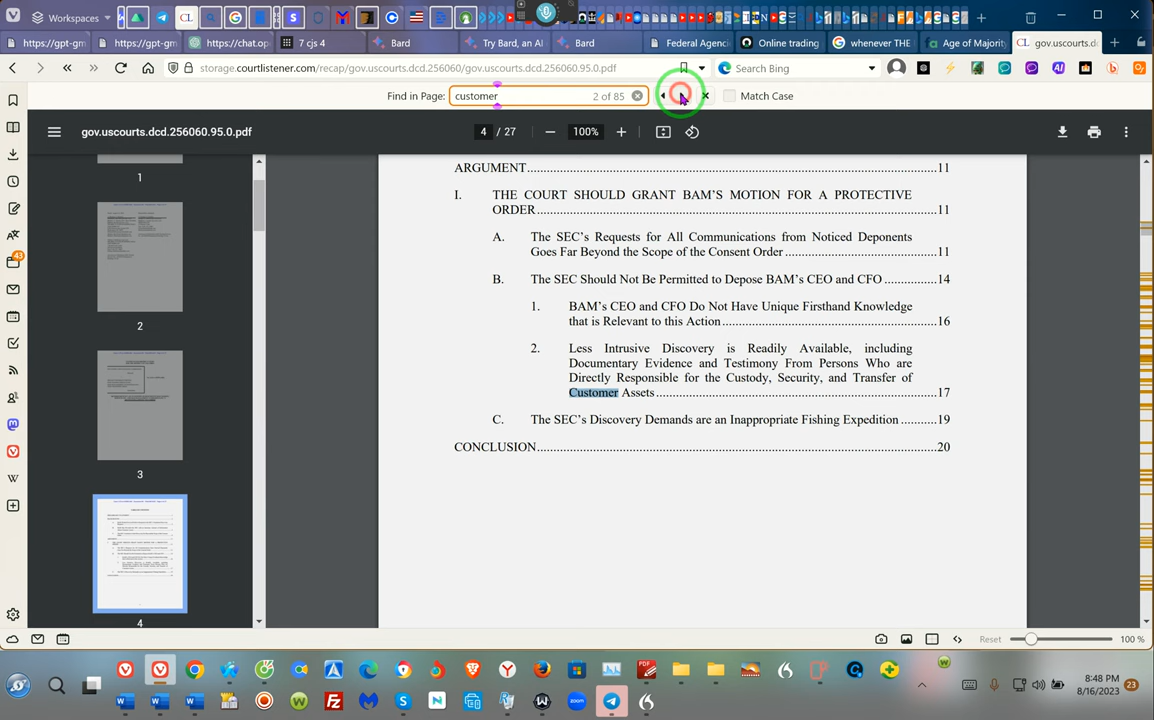 Workspaces
CL
https://gpt-gm
https://gpt-gm
https://chat.op
7 cjs 4
Bard
Try Bard, an AI
Bard
Federal Agenc
Online trading
whenever THE
Age of Majority
gov.uscourts.dc
storage.courtlistener.com/recap/gov.uscourts.dcd.256060/gov.uscourts.dcd.256060.95.0.pdf
Search Bing
Find in Page: customer 2 of 85 Match Case
gov.uscourts.dcd.256060.95.0.pdf
4 / 27 100%
1
2
3
4
ARGUMENT....11
I. THE COURT SHOULD GRANT BAM’S MOTION FOR A PROTECTIVE
ORDER....11
A. The SEC’s Requests for All Communications from Noticed Deponents
Goes Far Beyond the Scope of the Consent Order....11
B. The SEC Should Not Be Permitted to Depose BAM’s CEO and CFO....14
1. BAM’s CEO and CFO Do Not Have Unique Firsthand Knowledge
that is Relevant to this Action....16
2. Less Intrusive Discovery is Readily Available, including
Documentary Evidence and Testimony From Persons Who are
Directly Responsible for the Custody, Security, and Transfer of
Customer Assets....17
C. The SEC’s Discovery Demands are an Inappropriate Fishing Expedition....19
CONCLUSION....20
43
Reset 100 %
8:48 PM
8/16/2023
23